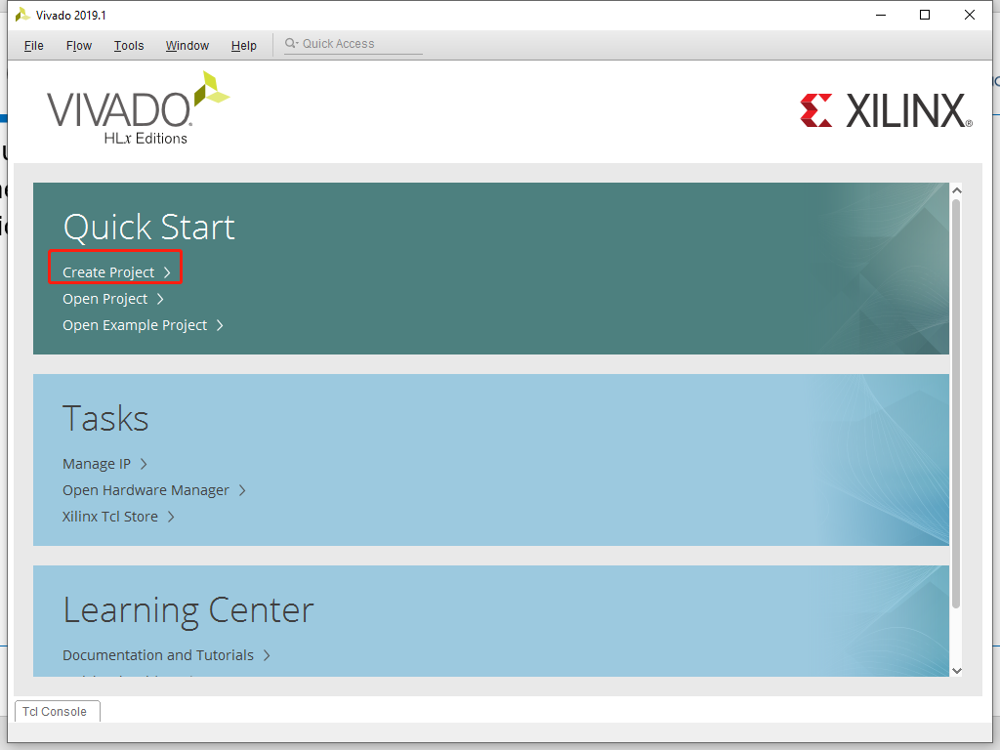 Vivado 2019.1
File Flow Tools Window Help Quick Access
VIVADO.
HLx Editions
XILINX®
Quick Start
Create Project >
Open Project >
Open Example Project >
Tasks
Manage IP >
Open Hardware Manager >
Xilinx Tcl Store >
Learning Center
Documentation and Tutorials >
Tcl Console